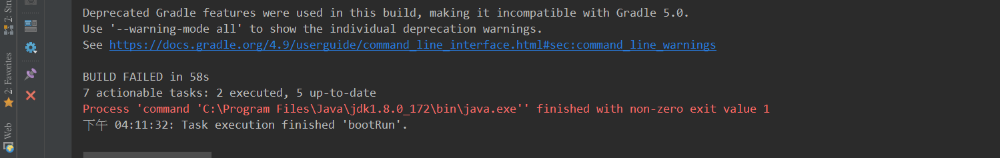 7: Stru
2: Favorites
Web
Deprecated Gradle features were used in this build, making it incompatible with Gradle 5.0.
Use '--warning-mode all' to show the individual deprecation warnings.
See https://docs.gradle.org/4.9/userguide/command_line_interface.html#sec:command_line_warnings
BUILD FAILED in 58s
7 actionable tasks: 2 executed, 5 up-to-date
Process 'command 'C:\Program Files\Java\jdk1.8.0_172\bin\java.exe'' finished with non-zero exit value 1
下午 04:11:32: Task execution finished 'bootRun'.